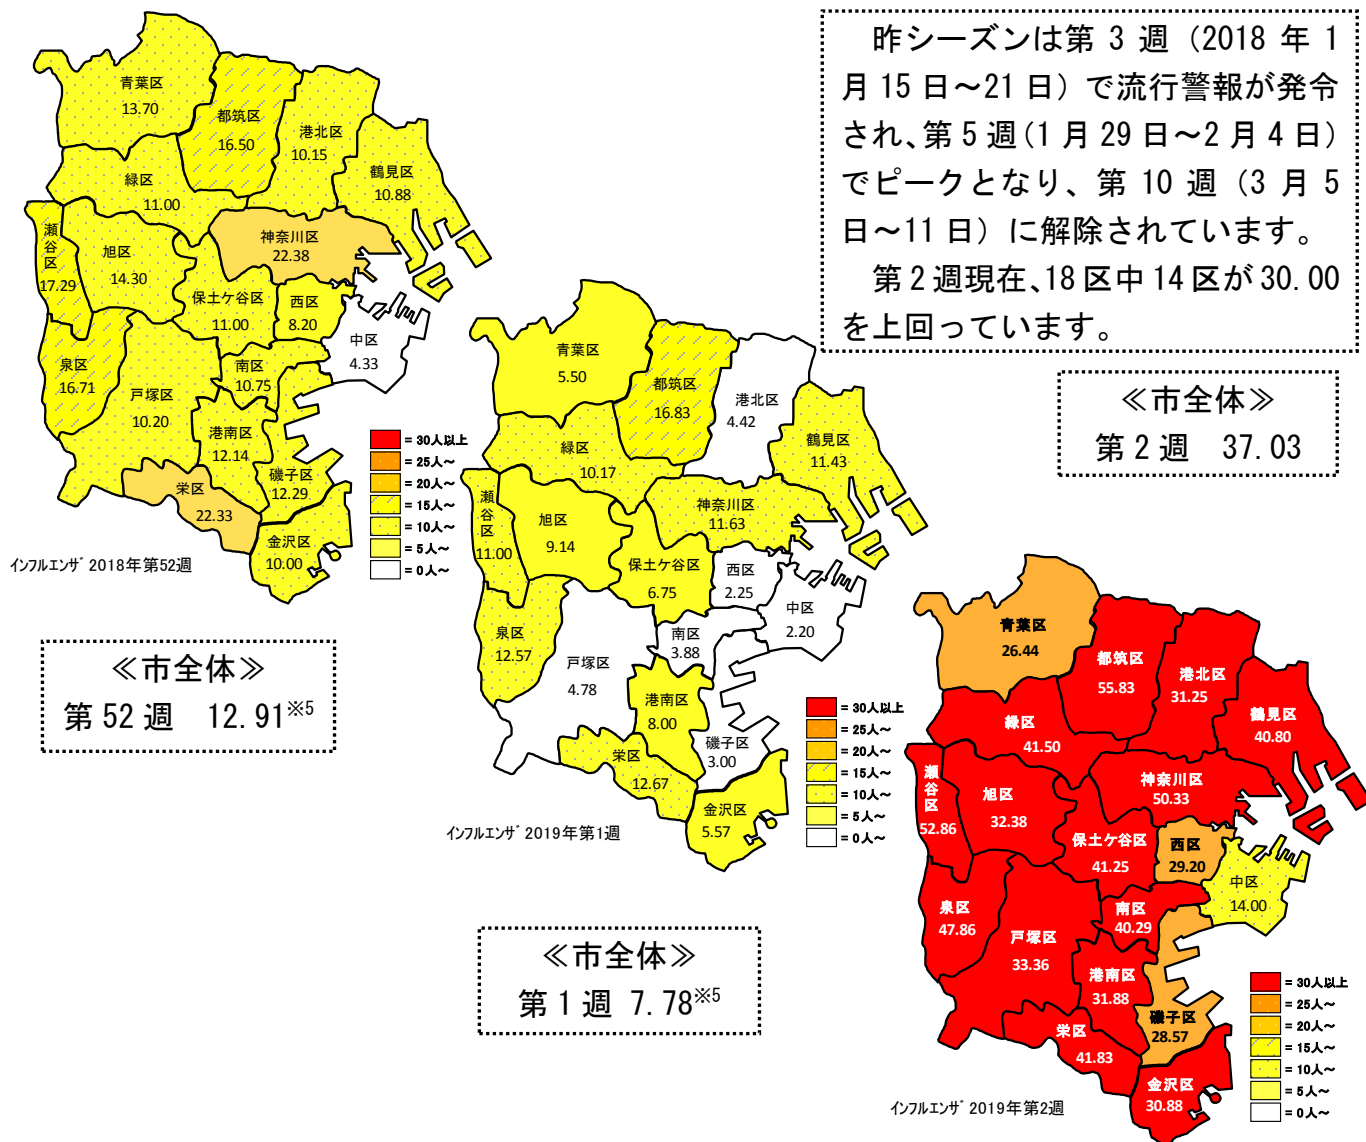 昨シーズンは第 3 週（2018 年 1
月 15 日～21 日）で流行警報が発令
され、第 5 週（1 月 29 日～2 月 4 日）
でピークとなり、第 10 週（3 月 5
日～11 日）に解除されています。
第 2 週現在、18 区中 14 区が 30.00
を上回っています。
≪市全体≫
第 2 週 37.03
青葉区
13.70
都筑区
16.50
港北区
10.15
鶴見区
10.88
緑区
11.00
瀬谷区
17.29
旭区
14.30
神奈川区
22.38
保土ケ谷区
11.00
西区
8.20
中区
4.33
泉区
16.71
戸塚区
10.20
南区
10.75
港南区
12.14
磯子区
12.29
栄区
22.33
金沢区
10.00
= 30人以上
= 25人～
= 20人～
= 15人～
= 10人～
= 5人～
= 0人～
インフルエンザ 2018年第52週
≪市全体≫
第 52 週 12.91※5
青葉区
5.50
都筑区
16.83
港北区
4.42
鶴見区
11.43
緑区
10.17
瀬谷区
11.00
旭区
9.14
神奈川区
11.63
保土ケ谷区
6.75
西区
2.25
中区
2.20
泉区
12.57
戸塚区
4.78
南区
3.88
港南区
8.00
磯子区
3.00
栄区
12.67
金沢区
5.57
= 30人以上
= 25人～
= 20人～
= 15人～
= 10人～
= 5人～
= 0人～
インフルエンザ 2019年第1週
≪市全体≫
第 1 週 7.78※5
青葉区
26.44
都筑区
55.83
港北区
31.25
鶴見区
40.80
緑区
41.50
瀬谷区
52.86
旭区
32.38
神奈川区
50.33
保土ケ谷区
41.25
西区
29.20
中区
14.00
泉区
47.86
戸塚区
33.36
南区
40.29
港南区
31.88
磯子区
28.57
栄区
41.83
金沢区
30.88
= 30人以上
= 25人～
= 20人～
= 15人～
= 10人～
= 5人～
= 0人～
インフルエンザ 2019年第2週